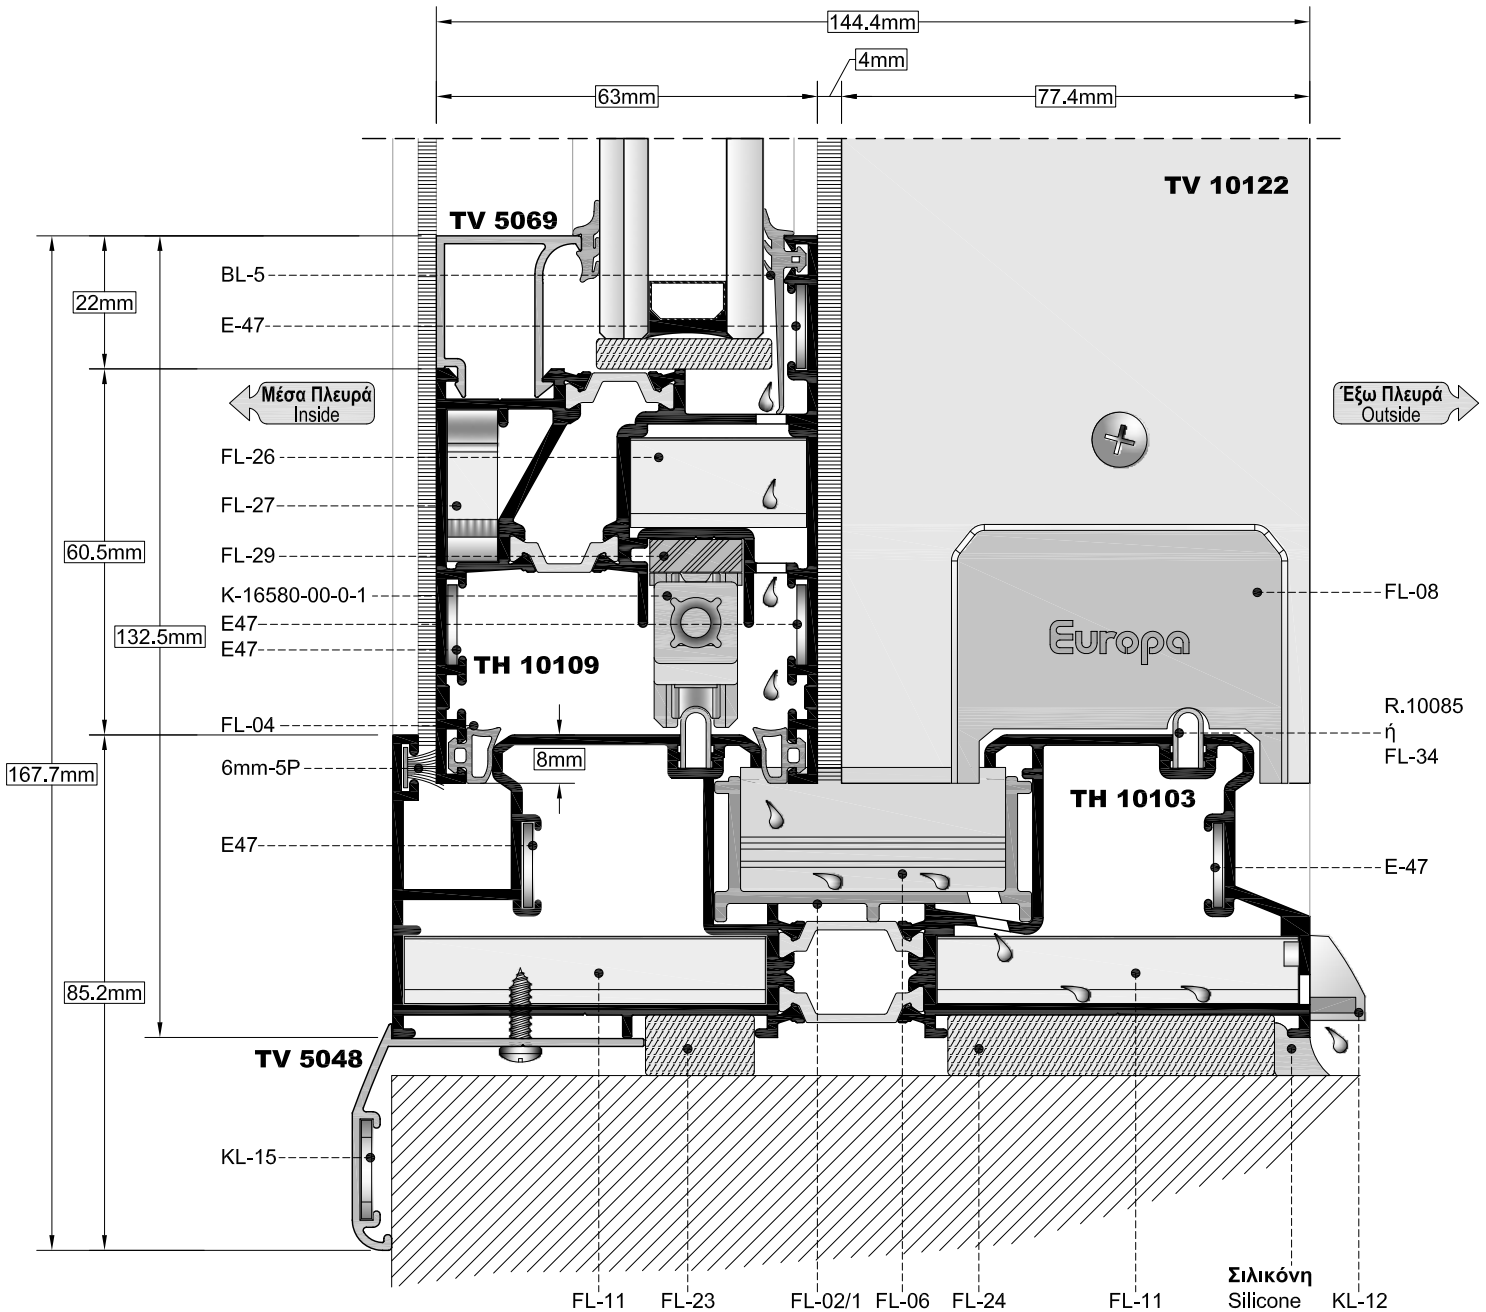 144.4mm
4mm
63mm
77.4mm
TV 10122
TV 5069
BL-5
22mm
E-47
Μέσα Πλευρά
Inside
Έξω Πλευρά
Outside
FL-26
FL-27
60.5mm
FL-29
K-16580-00-0-1
FL-08
E47
132.5mm
Europa
E47
TH 10109
FL-04
R.10085
ή
FL-34
8mm
6mm-5P
167.7mm
TH 10103
E47
E-47
85.2mm
TV 5048
KL-15
Σιλικόνη
Silicone
FL-11
FL-23
FL-02/1
FL-06
FL-24
FL-11
KL-12